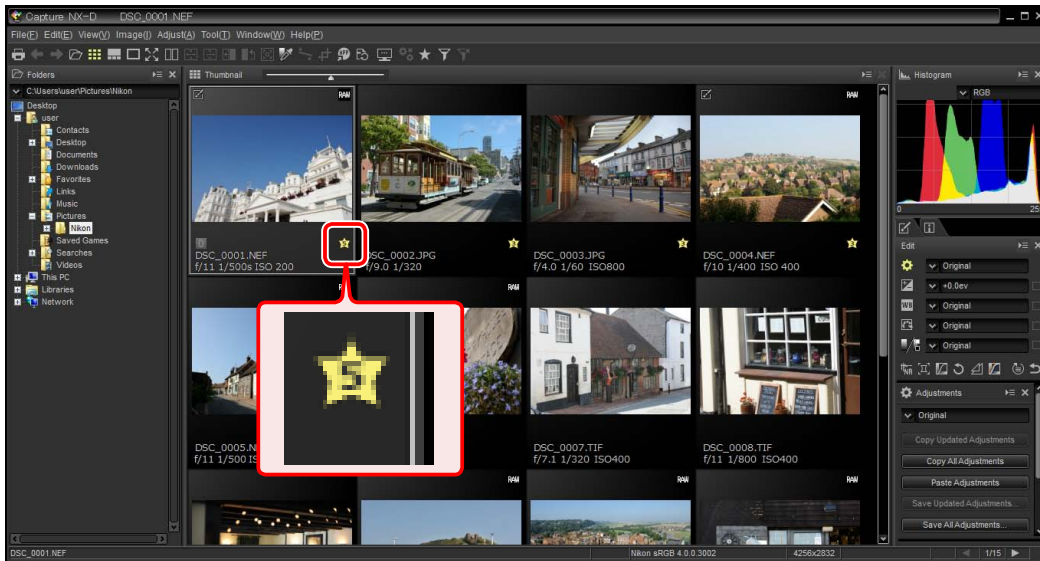 Capture NX-D DSC_0001.NEF
File(F) Edit(E) View(V) Image(I) Adjust(A) Tool(T) Window(W) Help(P)
Folders
C:\Users\user\Pictures\Nikon
Desktop
user
Contacts
Desktop
Documents
Downloads
Favorites
Links
Music
Pictures
Nikon
Saved Games
Searches
Videos
This PC
Libraries
Network
Thumbnail
RAW
RAW
0
DSC_0001.NEF
f/11 1/500s ISO 200
DSC_0002.JPG
f/9.0 1/320
DSC_0003.JPG
f/4.0 1/60 ISO800
DSC_0004.NEF
f/10 1/400 ISO 400
RAW
5
DSC_0005.N
f/11 1/500 IS
DSC_0007.TIF
f/7.1 1/320 ISO400
DSC_0008.TIF
f/11 1/800 ISO400
RAW
RAW
RAW
Histogram
RGB
0
25
Edit
Original
+0.0ev
WB
Original
Original
Original
Adjustments
Original
Copy Updated Adjustments
Copy All Adjustments
Paste Adjustments
Save Updated Adjustments...
Save All Adjustments...
DSC_0001.NEF
Nikon sRGB 4.0.0.3002
4256x2832
1/15